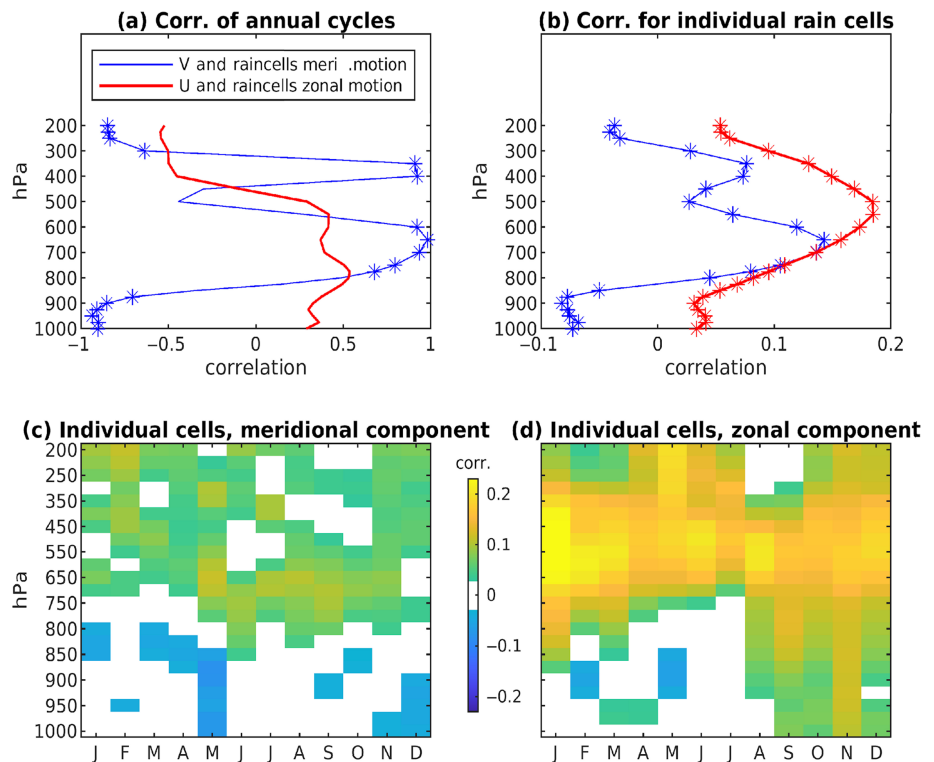 (a) Corr. of annual cycles
V and raincells meri .motion
U and raincells zonal motion
hPa
200
300
400
500
600
700
800
900
1000
-1 -0.5 0 0.5 1
correlation
(b) Corr. for individual rain cells
hPa
200
300
400
500
600
700
800
900
1000
-0.1 0 0.1 0.2
correlation
(c) Individual cells, meridional component
hPa
200
250
350
450
550
650
750
800
850
950
1000
J F M A M J J A S O N D
corr.
0.2
0.1
0
-0.1
-0.2
(d) Individual cells, zonal component
J F M A M J J A S O N D